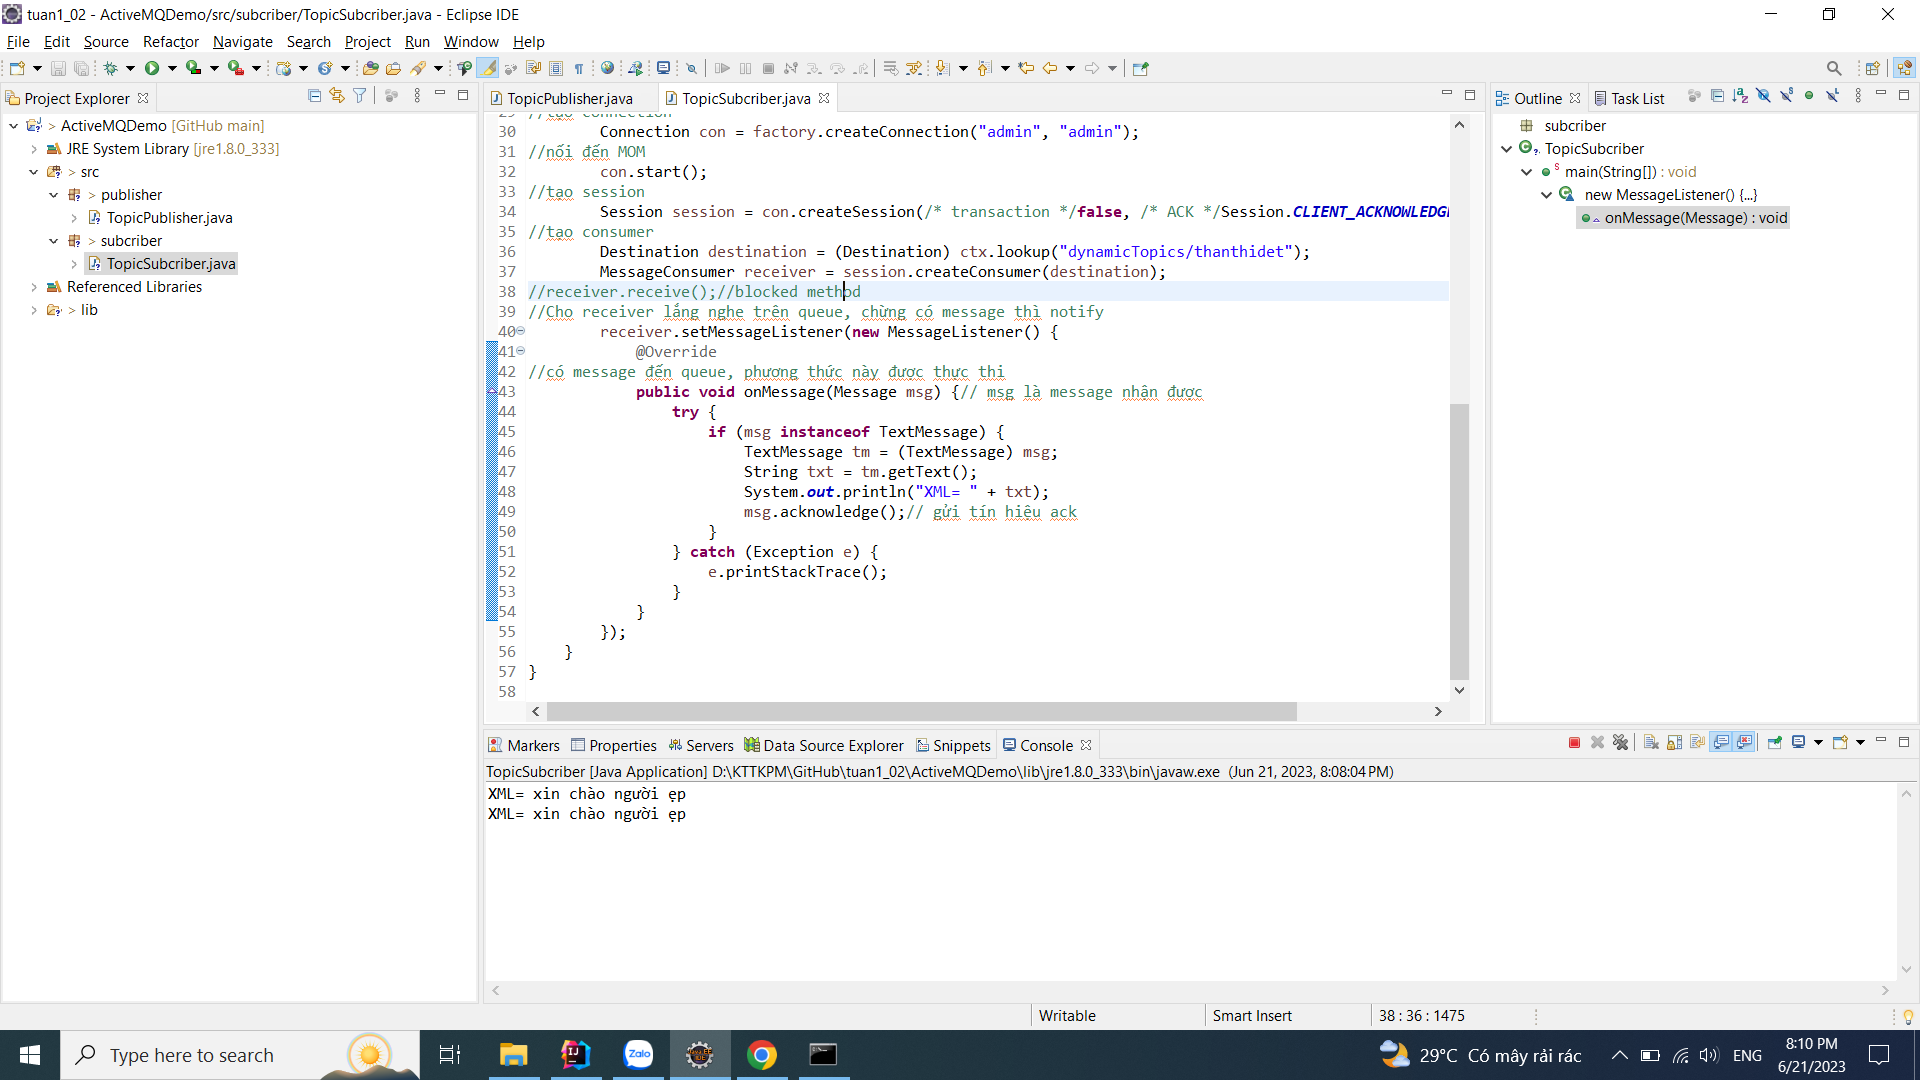 tuan1_02 - ActiveMQDemo/src/subcriber/TopicSubcriber.java - Eclipse IDE
File Edit Source Refactor Navigate Search Project Run Window Help
Project Explorer
ActiveMQDemo [GitHub main]
JRE System Library [jre1.8.0_333]
> src
> publisher
TopicPublisher.java
> subcriber
TopicSubcriber.java
Referenced Libraries
> lib
TopicPublisher.java TopicSubcriber.java
29 //tạo connection
30 Connection con = factory.createConnection("admin", "admin");
31 //nối đến MOM
32 con.start();
33 //tạo session
34 Session session = con.createSession(/* transaction */false, /* ACK */Session.CLIENT_ACKNOWLEDGE
35 //tạo consumer
36 Destination destination = (Destination) ctx.lookup("dynamicTopics/thanthidet");
37 MessageConsumer receiver = session.createConsumer(destination);
38 //receiver.receive();//blocked method
39 //Cho receiver lắng nghe trên queue, chừng có message thì notify
40 receiver.setMessageListener(new MessageListener() {
41 @Override
42 //có message đến queue, phương thức này được thực thi
43 public void onMessage(Message msg) {// msg là message nhận được
44 try {
45 if (msg instanceof TextMessage) {
46 TextMessage tm = (TextMessage) msg;
47 String txt = tm.getText();
48 System.out.println("XML= " + txt);
49 msg.acknowledge();// gửi tín hiệu ack
50 }
51 } catch (Exception e) {
52 e.printStackTrace();
53 }
54 }
55 });
56 }
57 }
58
Outline Task List
subcriber
TopicSubcriber
main(String[]) : void
new MessageListener() {...}
onMessage(Message) : void
Markers Properties Servers Data Source Explorer Snippets Console
TopicSubcriber [Java Application] D:\KTTKPM\GitHub\tuan1_02\ActiveMQDemo\lib\jre1.8.0_333\bin\javaw.exe (Jun 21, 2023, 8:08:04 PM)
XML= xin chào người ẹp
XML= xin chào người ẹp
Writable Smart Insert 38 : 36 : 1475
Type here to search
Zalo
29°C Có mây rải rác
ENG
8:10 PM
6/21/2023